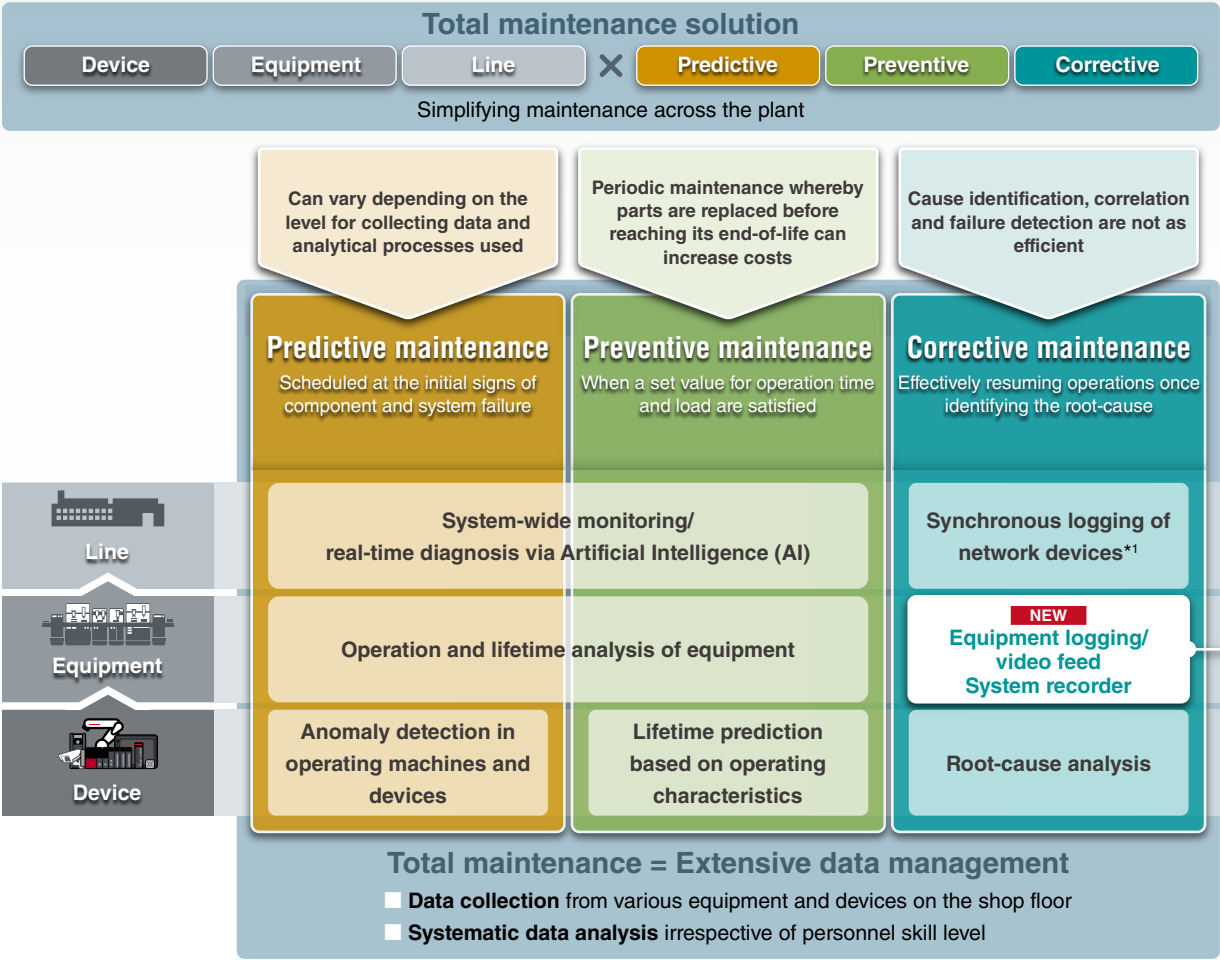 Total maintenance solution
Device
Equipment
Line
×
Predictive
Preventive
Corrective
Simplifying maintenance across the plant
Can vary depending on the
level for collecting data and
analytical processes used
Periodic maintenance whereby
parts are replaced before
reaching its end-of-life can
increase costs
Cause identification, correlation
and failure detection are not as
efficient
Predictive maintenance
Scheduled at the initial signs of
component and system failure
Preventive maintenance
When a set value for operation time
and load are satisfied
Corrective maintenance
Effectively resuming operations once
identifying the root-cause
Line
System-wide monitoring/
real-time diagnosis via Artificial Intelligence (AI)
Synchronous logging of
network devices*1
Equipment
Operation and lifetime analysis of equipment
NEW
Equipment logging/
video feed
System recorder
Device
Anomaly detection in
operating machines and
devices
Lifetime prediction
based on operating
characteristics
Root-cause analysis
Total maintenance = Extensive data management
Data collection from various equipment and devices on the shop floor
Systematic data analysis irrespective of personnel skill level